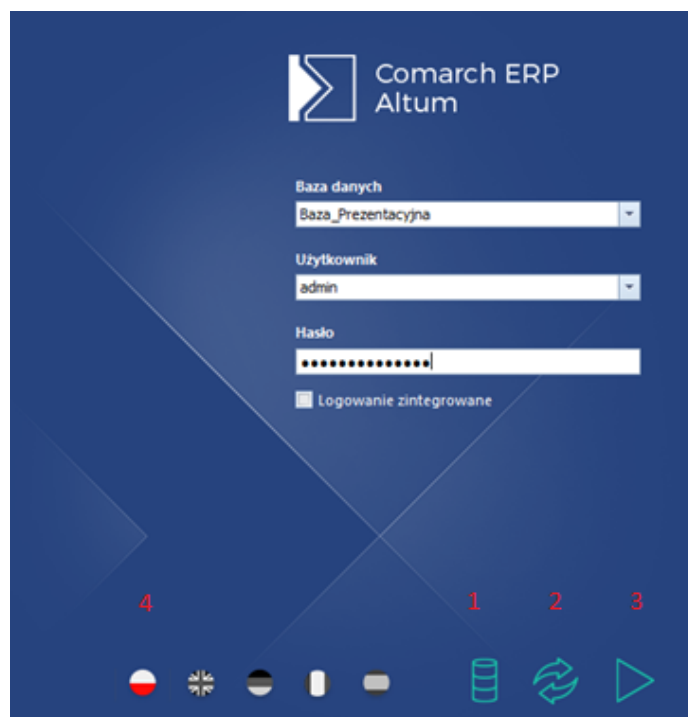 Comarch ERP
Altum
Baza danych
Baza_Prezentacyjna
Użytkownik
admin
Hasło
Logowanie zintegrowane
4 1 2 3